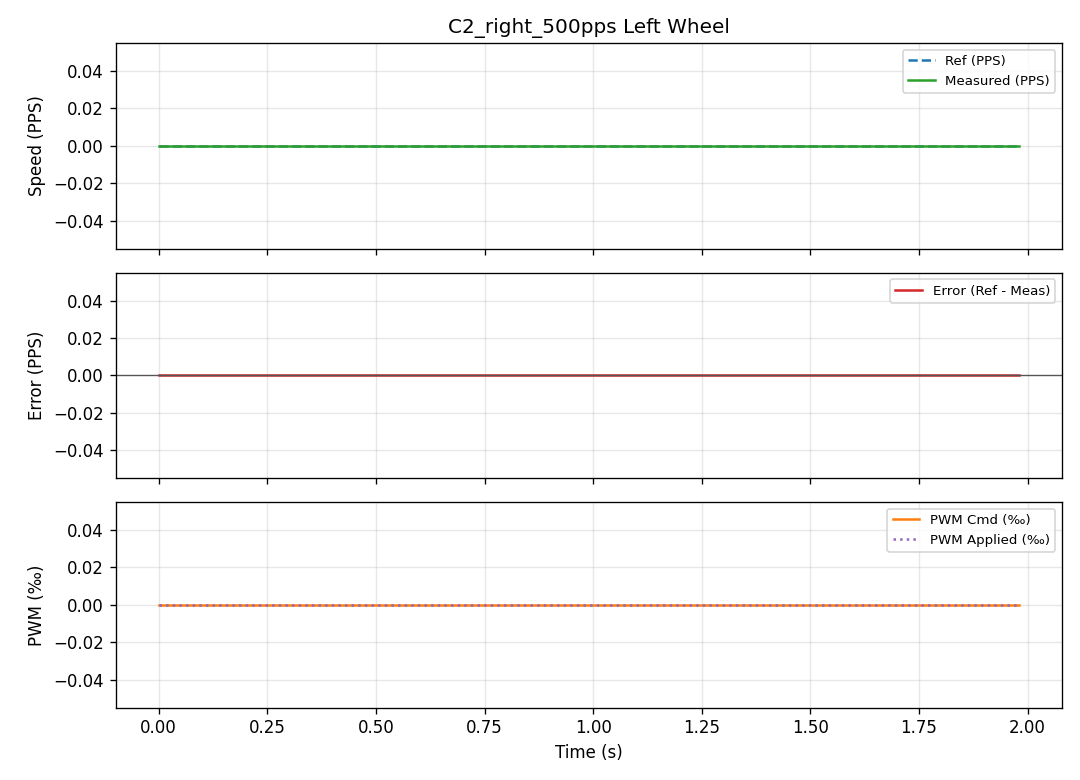 C2_right_500pps Left Wheel
Speed (PPS)
0.04
0.02
0.00
−0.02
−0.04
Ref (PPS)
Measured (PPS)
Error (PPS)
0.04
0.02
0.00
−0.02
−0.04
Error (Ref - Meas)
PWM (‰)
0.04
0.02
0.00
−0.02
−0.04
PWM Cmd (‰)
PWM Applied (‰)
0.00 0.25 0.50 0.75 1.00 1.25 1.50 1.75 2.00
Time (s)